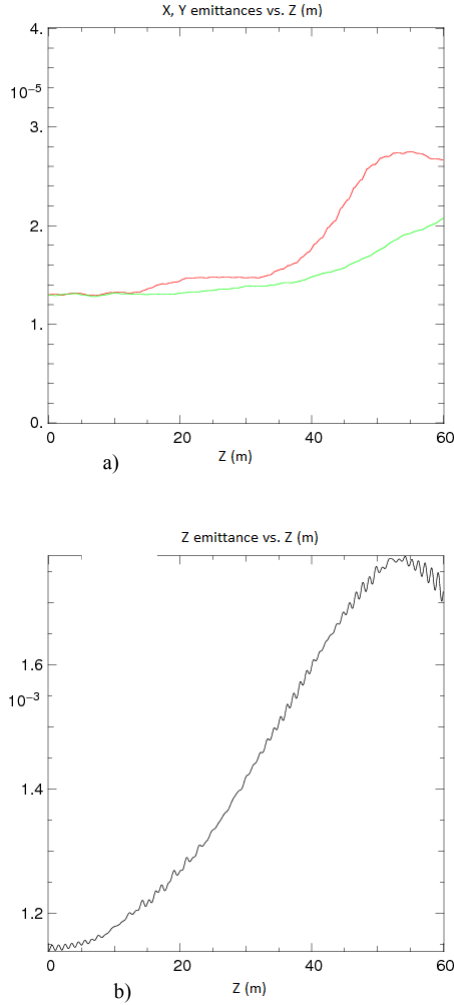 X, Y emittances vs. Z (m)
4.
10⁻⁵
3.
2.
1.
0.
0 20 40 60
Z (m)
a)
Z emittance vs. Z (m)
1.6
10⁻³
1.4
1.2
0 20 40 60
Z (m)
b)